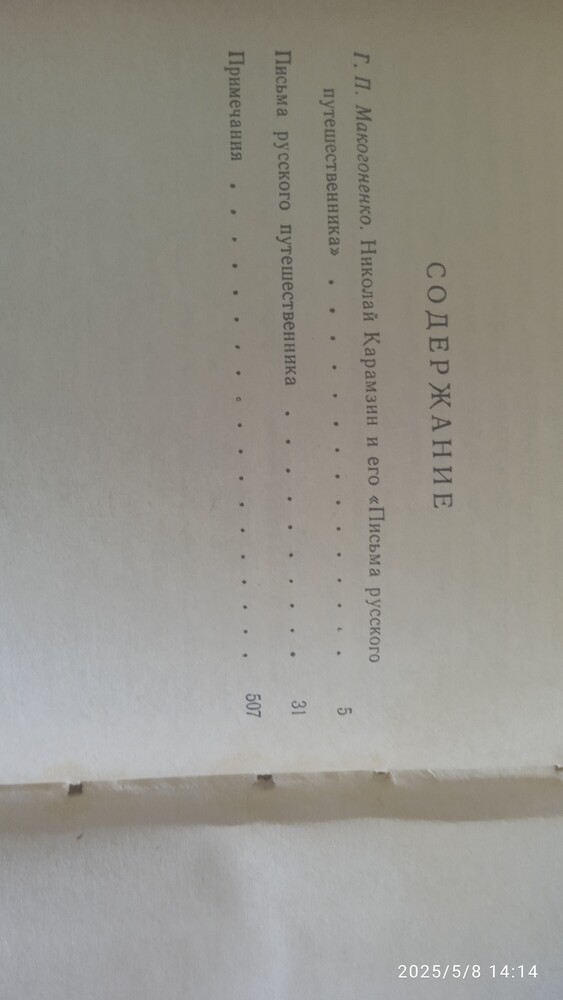 СОДЕРЖАНИЕ
Г. П. Макогоненко. Николай Карамзин и его «Письма русского
путешественника» . . . . . . . . . . . . . 5
Письма русского путешественника . . . . . . . . . 31
Примечания . . . . . . . . . . . . . . . . . . 507
2025/5/8 14:14